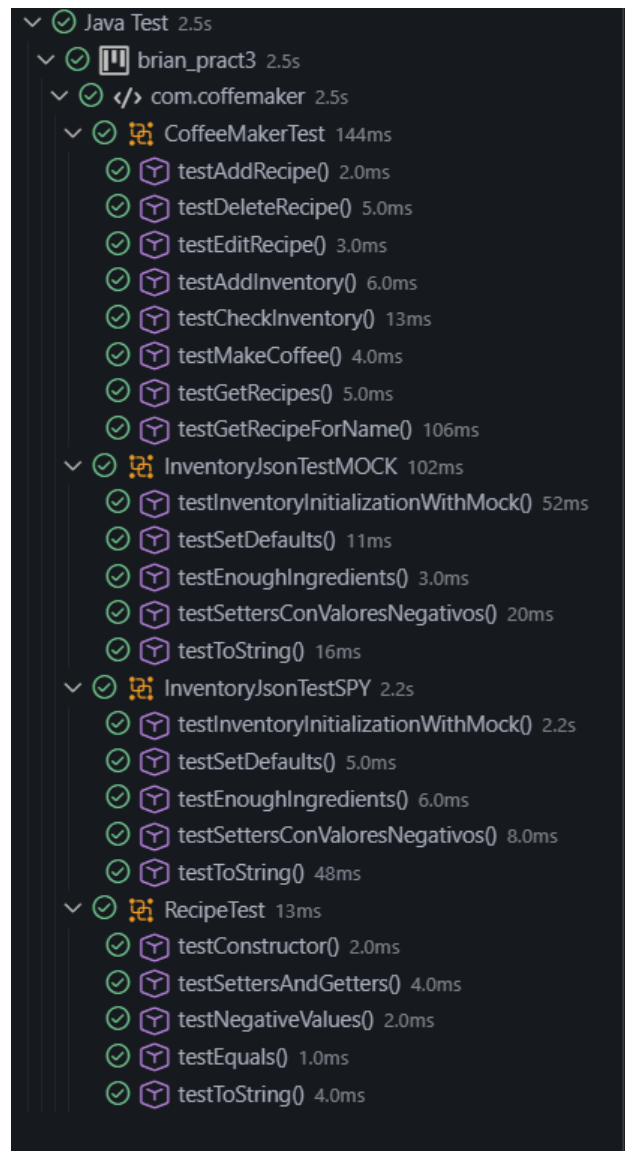 Java Test 2.5s
brian_pract3 2.5s
</> com.coffemaker 2.5s
CoffeeMakerTest 144ms
testAddRecipe() 2.0ms
testDeleteRecipe() 5.0ms
testEditRecipe() 3.0ms
testAddInventory() 6.0ms
testCheckInventory() 13ms
testMakeCoffee() 4.0ms
testGetRecipes() 5.0ms
testGetRecipeForName() 106ms
InventoryJsonTestMOCK 102ms
testInventoryInitializationWithMock() 52ms
testSetDefaults() 11ms
testEnoughIngredients() 3.0ms
testSettersConValoresNegativos() 20ms
testToString() 16ms
InventoryJsonTestSPY 2.2s
testInventoryInitializationWithMock() 2.2s
testSetDefaults() 5.0ms
testEnoughIngredients() 6.0ms
testSettersConValoresNegativos() 8.0ms
testToString() 48ms
RecipeTest 13ms
testConstructor() 2.0ms
testSettersAndGetters() 4.0ms
testNegativeValues() 2.0ms
testEquals() 1.0ms
testToString() 4.0ms